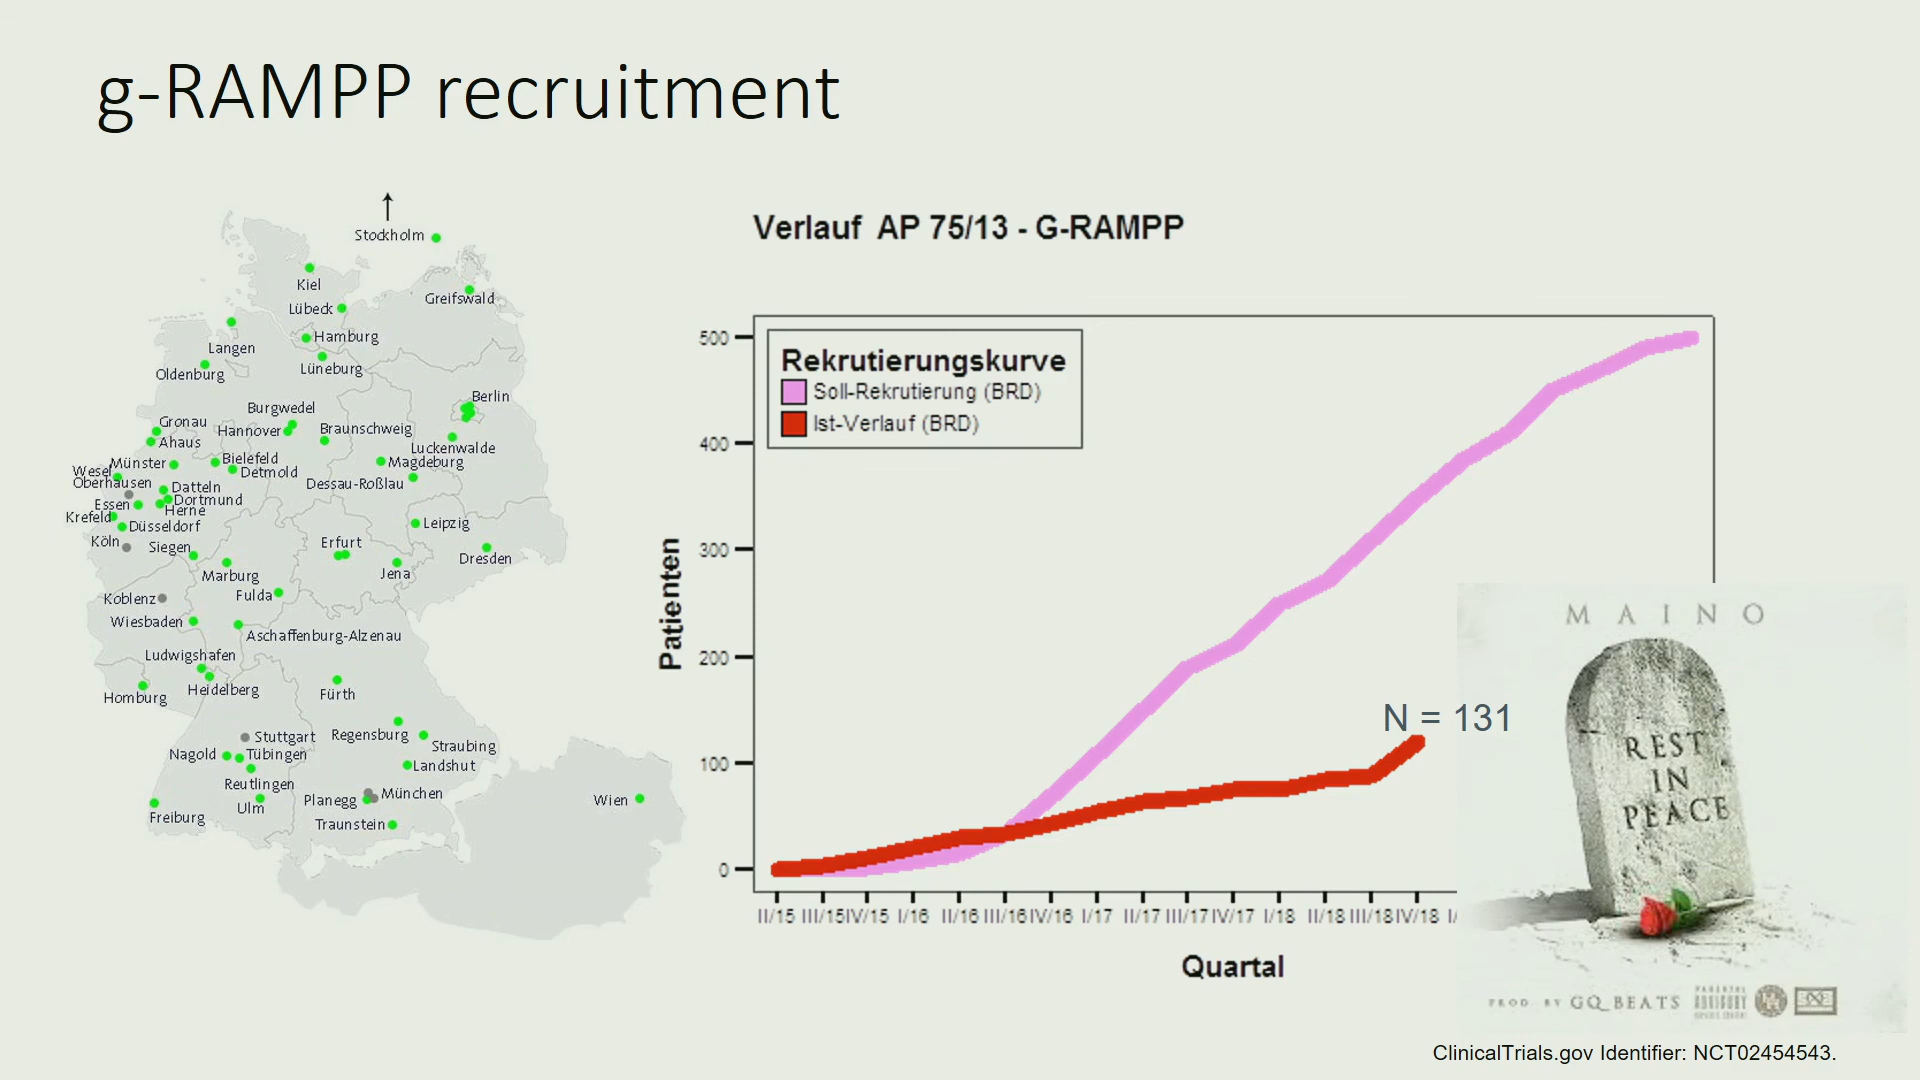 g-RAMPP recruitment
Stockholm
Kiel
Greifswald
Lübeck
Hamburg
Langen
Lüneburg
Oldenburg
Berlin
Burgwedel
Gronau
Hannover
Braunschweig
Ahaus
Luckenwalde
Münster
Bielefeld
Magdeburg
Wesel
Detmold
Oberhausen
Dessau-Roßlau
Datteln
Dortmund
Essen
Herne
Krefeld
Düsseldorf
Leipzig
Köln
Siegen
Erfurt
Dresden
Marburg
Jena
Fulda
Koblenz
Wiesbaden
Aschaffenburg-Alzenau
Ludwigshafen
Heidelberg
Homburg
Fürth
Stuttgart
Regensburg
Straubing
Nagold
Tübingen
Landshut
Reutlingen
Planegg
München
Ulm
Freiburg
Traunstein
Wien
Verlauf AP 75/13 - G-RAMPP
Rekrutierungskurve
Soll-Rekrutierung (BRD)
Ist-Verlauf (BRD)
Patienten
500
400
300
200
100
0
N = 131
II/15 III/15 IV/15 I/16 II/16 III/16 IV/16 I/17 II/17 III/17 IV/17 I/18 II/18 III/18 IV/18 I/
Quartal
MAINO
REST
IN
PEACE
PROD. BY GQ BEATS
PARENTAL
ADVISORY
ClinicalTrials.gov Identifier: NCT02454543.